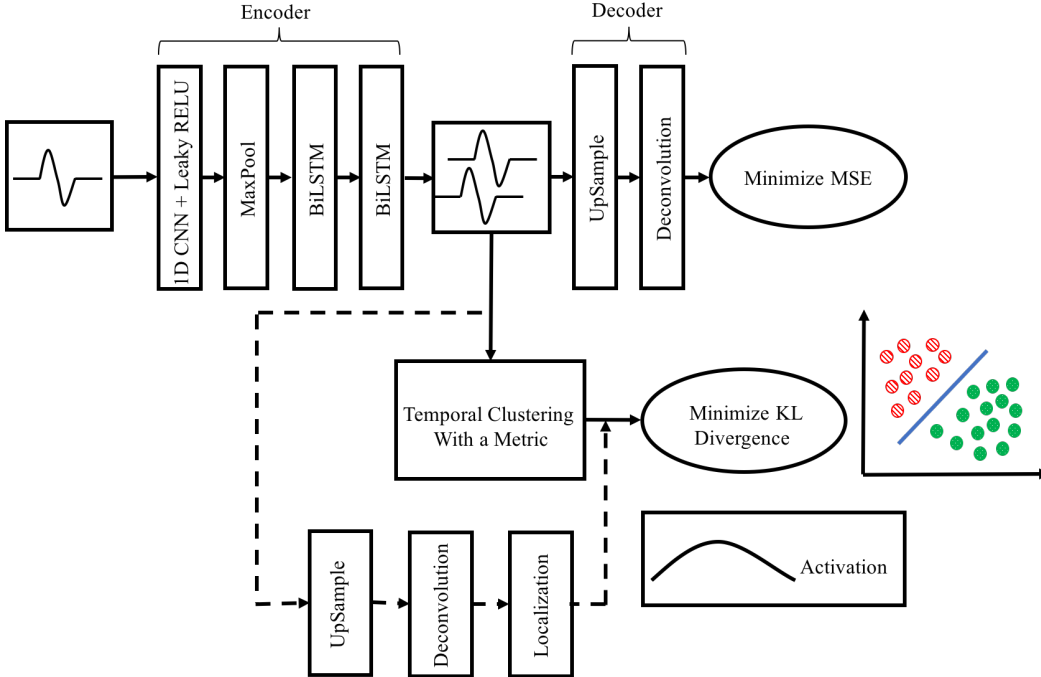 Encoder
Decoder
1D CNN + Leaky RELU
MaxPool
BiLSTM
BiLSTM
UpSample
Deconvolution
Minimize MSE
Temporal Clustering
With a Metric
Minimize KL
Divergence
UpSample
Deconvolution
Localization
Activation